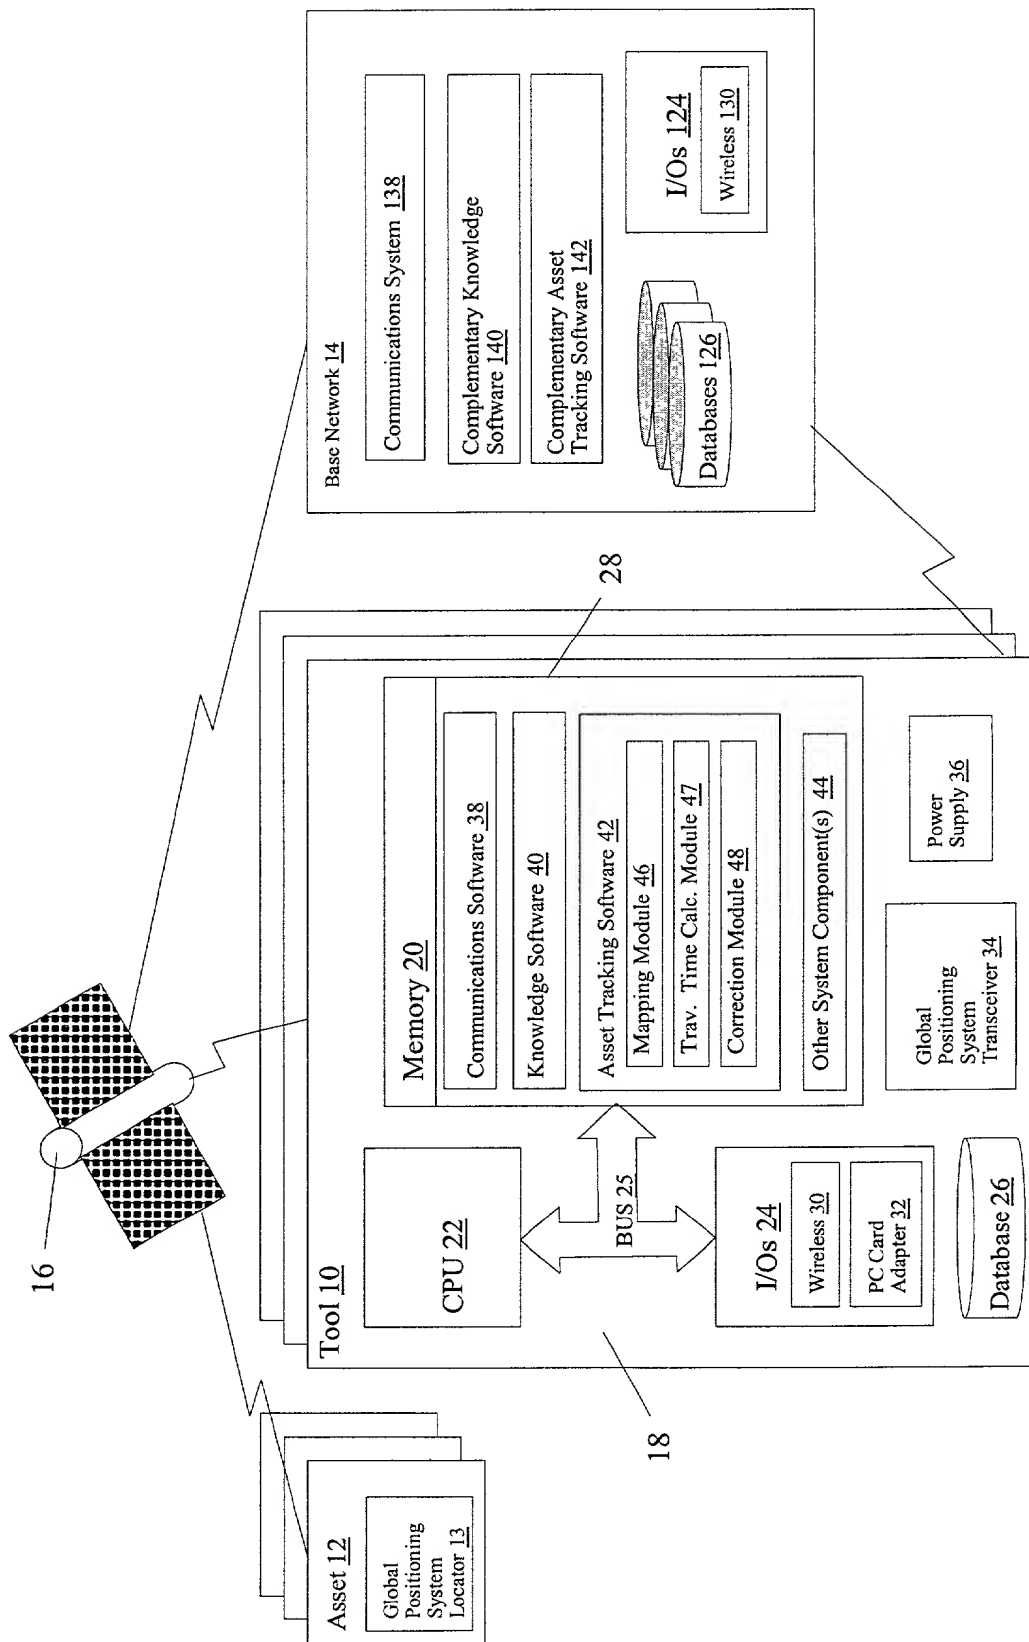 16
Asset 12
Global
Positioning
System
Locator 13
18
Tool 10
CPU 22
BUS 25
I/Os 24
Wireless 30
PC Card
Adapter 32
Database 26
Memory 20
Communications Software 38
Knowledge Software 40
Asset Tracking Software 42
Mapping Module 46
Trav. Time Calc. Module 47
Correction Module 48
Other System Component(s) 44
Global
Positioning
System
Transceiver 34
Power
Supply 36
28
Base Network 14
Communications System 138
Complementary Knowledge
Software 140
Complementary Asset
Tracking Software 142
Databases 126
I/Os 124
Wireless 130